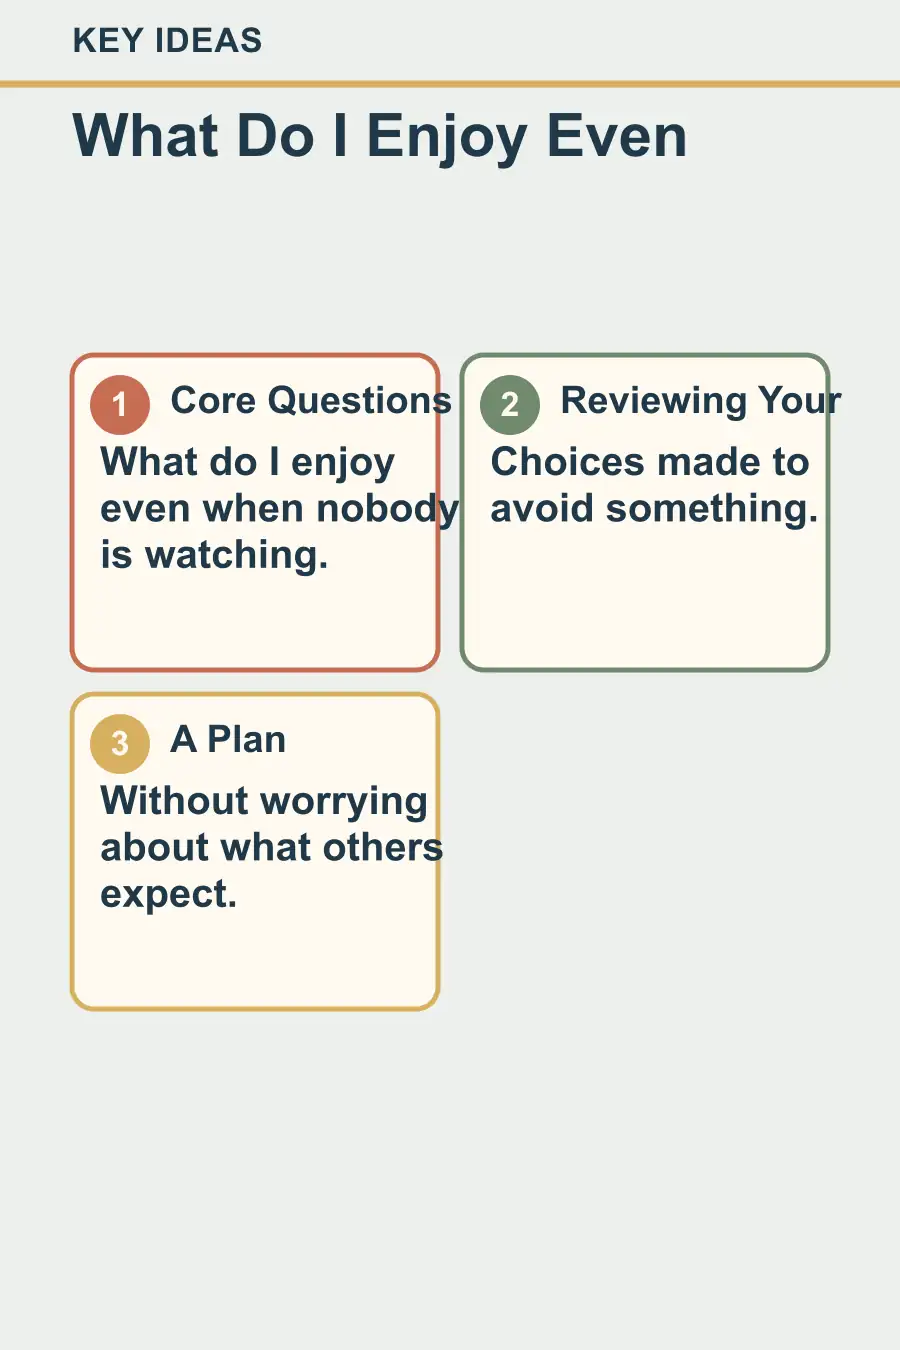 KEY IDEAS
What Do I Enjoy Even
1 Core Questions
What do I enjoy
even when nobody
is watching.
2 Reviewing Your
Choices made to
avoid something.
3 A Plan
Without worrying
about what others
expect.